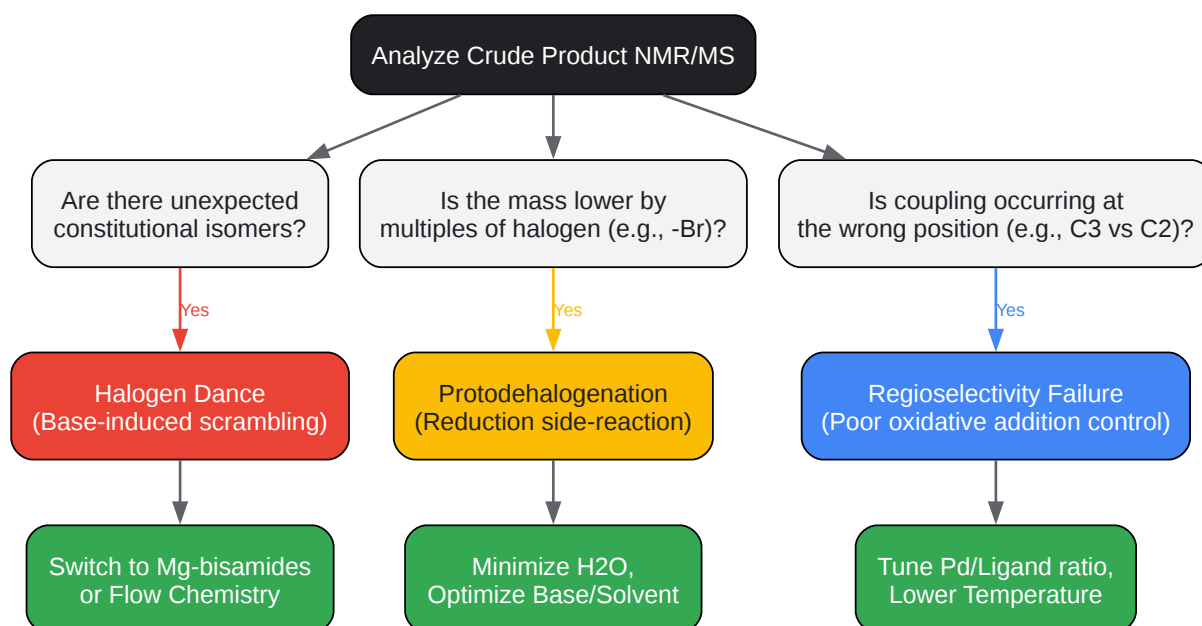 Analyze Crude Product NMR/MS
Are there unexpected
constitutional isomers?
Is the mass lower by
multiples of halogen (e.g., -Br)?
Is coupling occurring at
the wrong position (e.g., C3 vs C2)?
Yes
Yes
Yes
Halogen Dance
(Base-induced scrambling)
Protodehalogenation
(Reduction side-reaction)
Regioselectivity Failure
(Poor oxidative addition control)
Switch to Mg-bisamides
or Flow Chemistry
Minimize H2O,
Optimize Base/Solvent
Tune Pd/Ligand ratio,
Lower Temperature